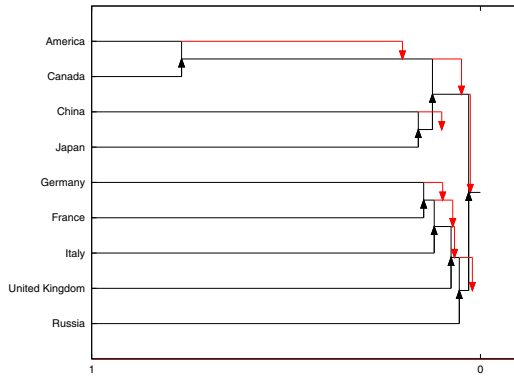 America
Canada
China
Japan
Germany
France
Italy
United Kingdom
Russia
1 0